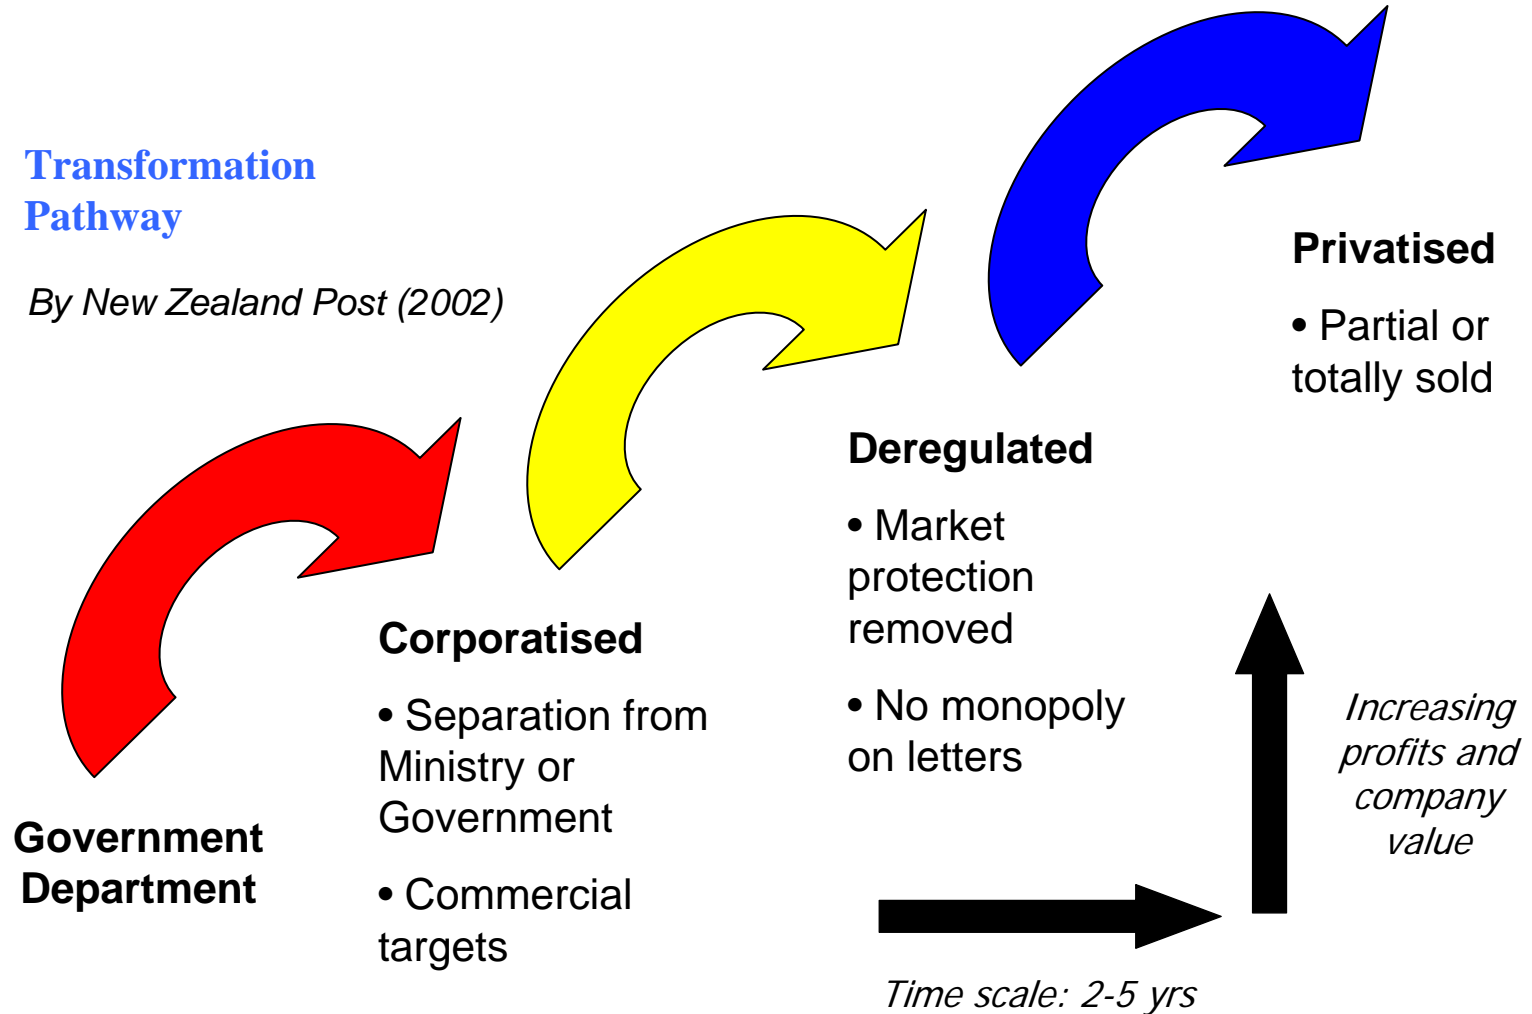 Transformation
Pathway
By New Zealand Post (2002)
Government
Department
Corporatised
• Separation from
Ministry or
Government
• Commercial
targets
Deregulated
• Market
protection
removed
• No monopoly
on letters
Privatised
• Partial or
totally sold
Increasing
profits and
company
value
Time scale: 2-5 yrs